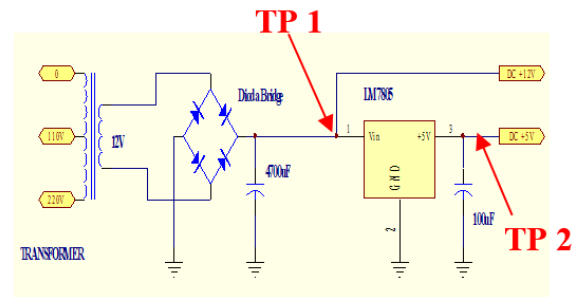 TP 1
0
110V
220V
12V
TRANSFORMER
Dioda Bridge
LM7805
1
Vin
+5V
3
GND
2
DC +12V
DC +5V
4700uF
100uF
TP 2